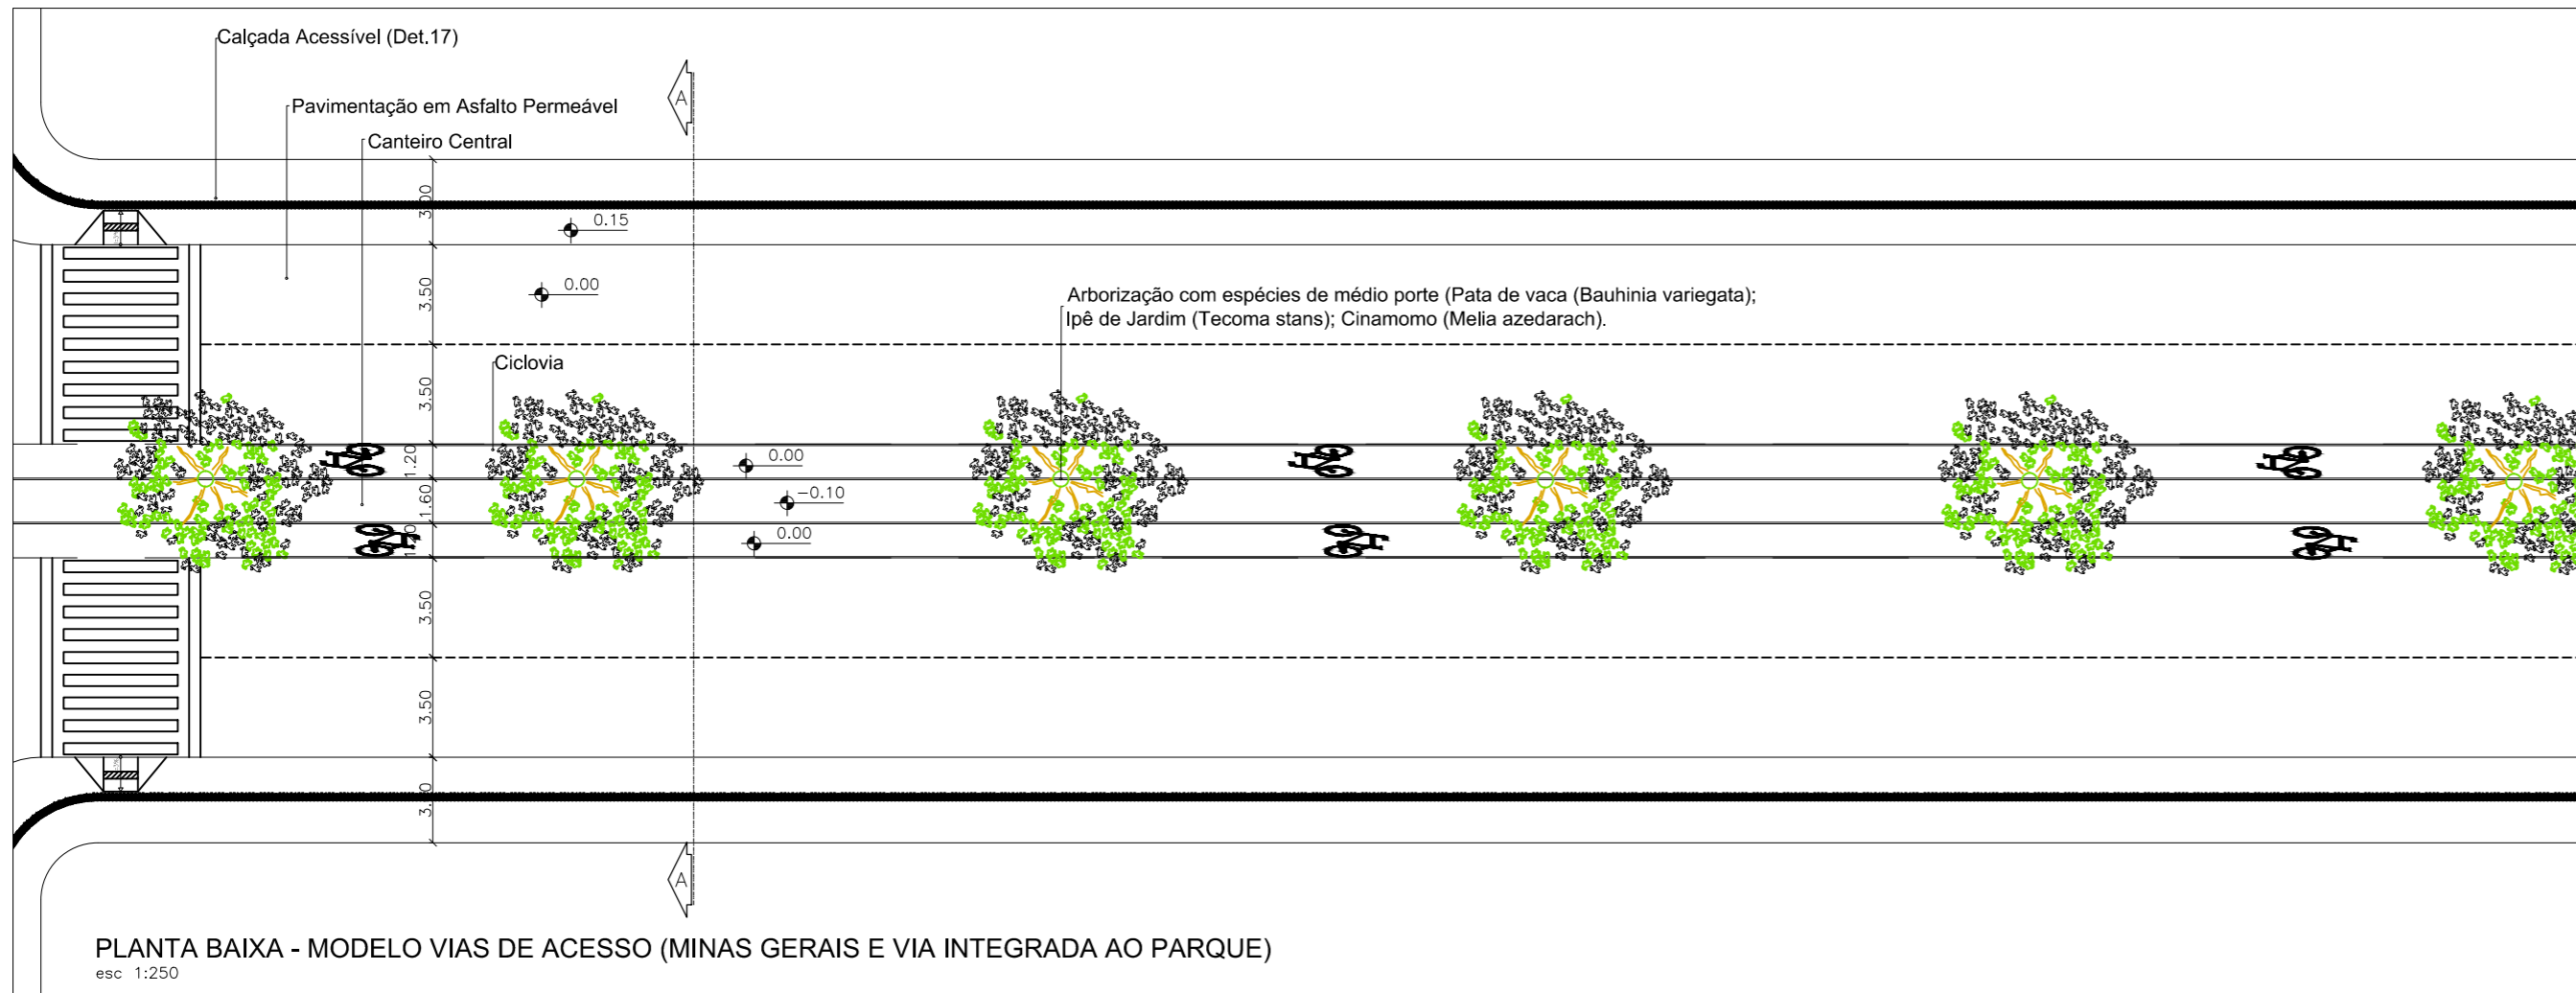 Calçada Acessível (Det.17)
A
Pavimentação em Asfalto Permeável
Canteiro Central
3.00
0.15
3.50
0.00
Arborização com espécies de médio porte (Pata de vaca (Bauhinia variegata);
Ipê de Jardim (Tecoma stans); Cinamomo (Melia azedarach).
Ciclovia
3.50
1.20
0.00
1.60
-0.10
0.00
3.50
3.50
A
PLANTA BAIXA - MODELO VIAS DE ACESSO (MINAS GERAIS E VIA INTEGRADA AO PARQUE)
esc 1:250